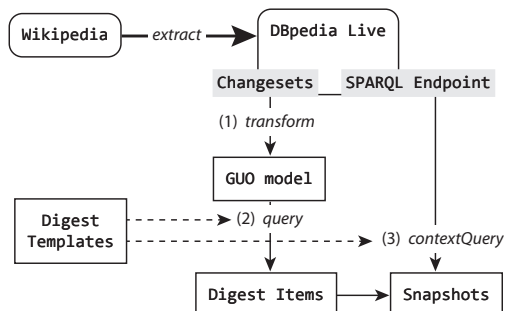 Wikipedia
extract
DBpedia Live
Changesets
SPARQL Endpoint
(1) transform
GUO model
Digest
Templates
(2) query
(3) contextQuery
Digest Items
Snapshots